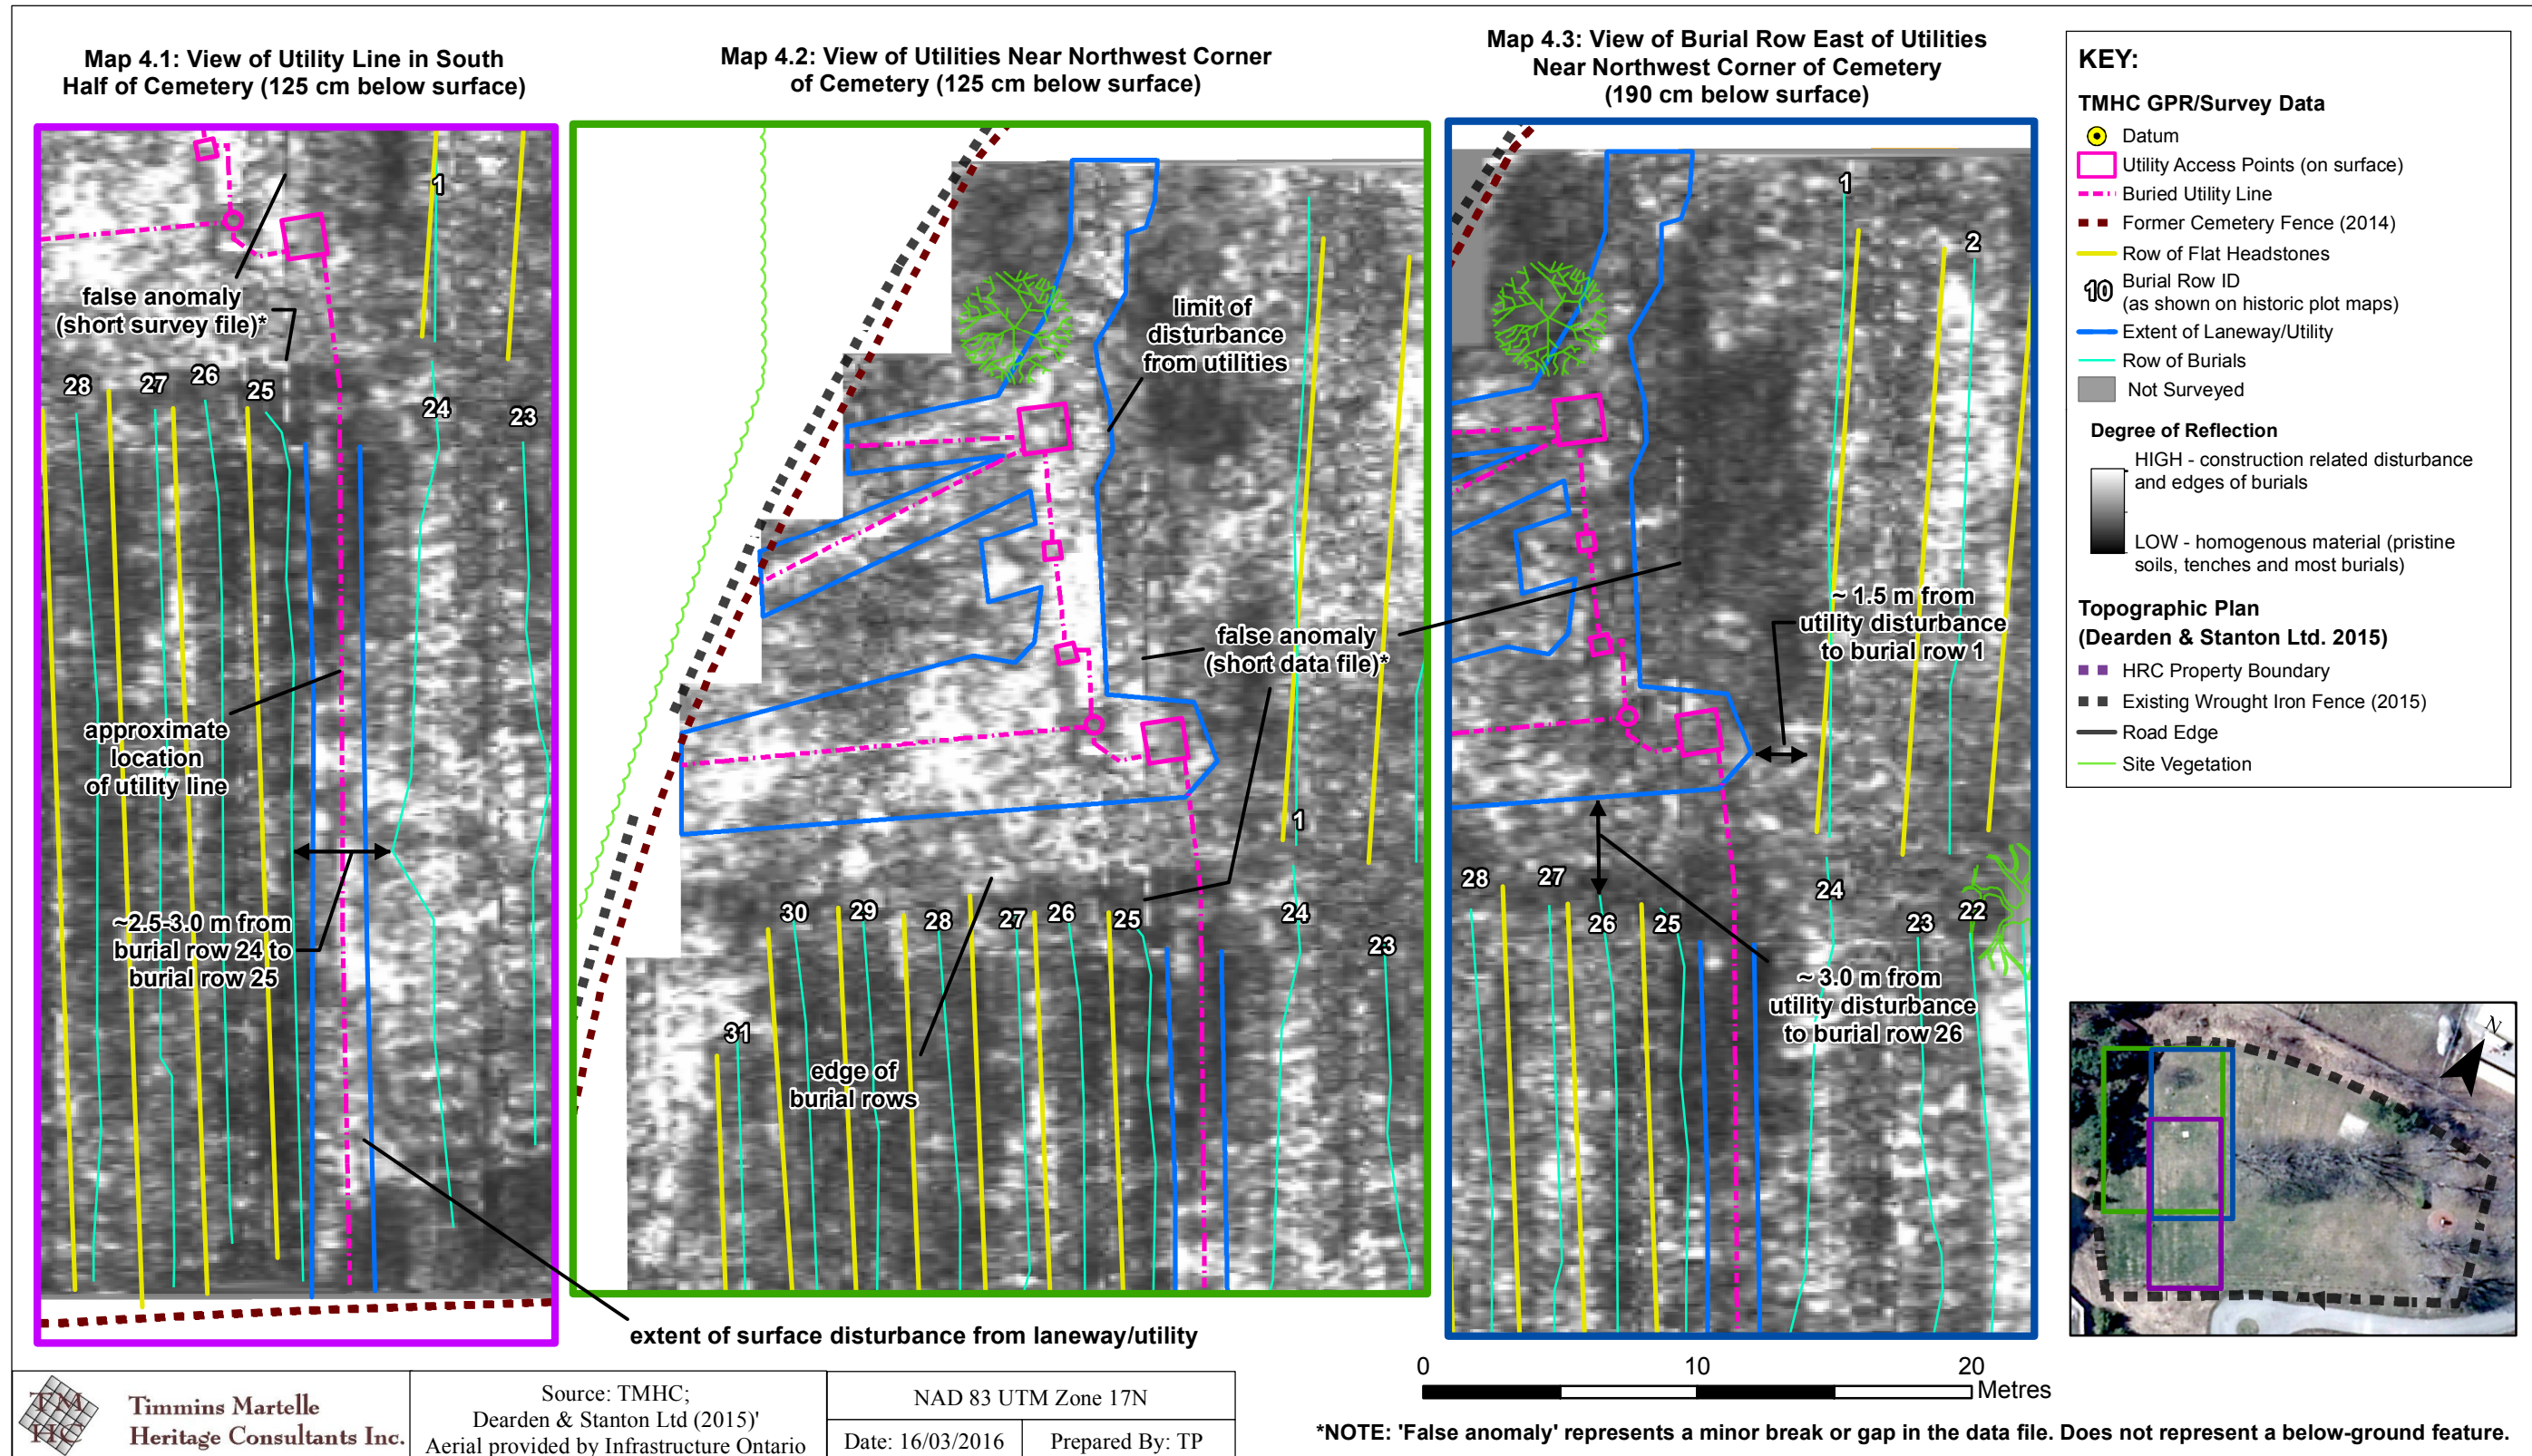 Map 4.1: View of Utility Line in South
Half of Cemetery (125 cm below surface)
1
false anomaly
(short survey file)*
28
27
26
25
24
23
approximate
location
of utility line
~2.5-3.0 m from
burial row 24 to
burial row 25
Map 4.2: View of Utilities Near Northwest Corner
of Cemetery (125 cm below surface)
limit of
disturbance
from utilities
false anomaly
(short data file)*
1
30
29
28
27
26
25
24
23
31
edge of
burial rows
extent of surface disturbance from laneway/utility
Map 4.3: View of Burial Row East of Utilities
Near Northwest Corner of Cemetery
(190 cm below surface)
1
2
~ 1.5 m from
utility disturbance
to burial row 1
28
27
26
25
24
23
22
~ 3.0 m from
utility disturbance
to burial row 26
KEY:
TMHC GPR/Survey Data
Datum
Utility Access Points (on surface)
Buried Utility Line
Former Cemetery Fence (2014)
Row of Flat Headstones
10 Burial Row ID
(as shown on historic plot maps)
Extent of Laneway/Utility
Row of Burials
Not Surveyed
Degree of Reflection
HIGH - construction related disturbance
and edges of burials
LOW - homogenous material (pristine
soils, tenches and most burials)
Topographic Plan
(Dearden & Stanton Ltd. 2015)
HRC Property Boundary
Existing Wrought Iron Fence (2015)
Road Edge
Site Vegetation
N
0 10 20
Metres
*NOTE: 'False anomaly' represents a minor break or gap in the data file. Does not represent a below-ground feature.
TM
HC
Timmins Martelle
Heritage Consultants Inc.
Source: TMHC;
Dearden & Stanton Ltd (2015)'
Aerial provided by Infrastructure Ontario
NAD 83 UTM Zone 17N
Date: 16/03/2016
Prepared By: TP